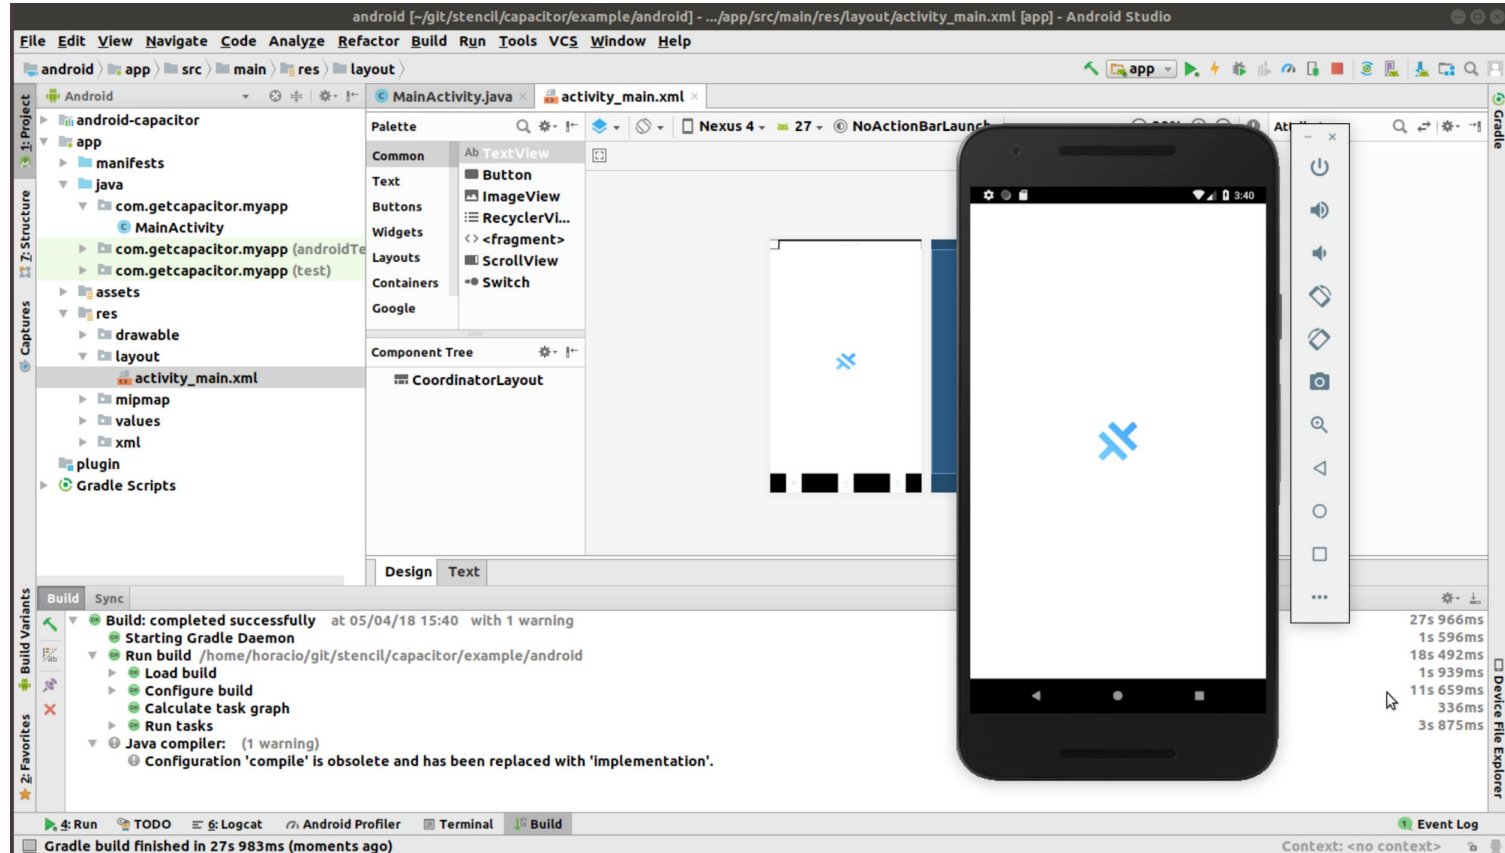 android [~/git/stencil/capacitor/example/android] - .../app/src/main/res/layout/activity_main.xml [app] - Android Studio
File Edit View Navigate Code Analyze Refactor Build Run Tools VCS Window Help
android app src main res layout
app
1: Project
Z: Structure
Captures
Build Variants
2: Favorites
Android
android-capacitor
app
manifests
java
com.getcapacitor.myapp
MainActivity
com.getcapacitor.myapp (androidTe
com.getcapacitor.myapp (test)
assets
res
drawable
layout
activity_main.xml
mipmap
values
xml
plugin
Gradle Scripts
MainActivity.java
activity_main.xml
Palette
Common
Text
Buttons
Widgets
Layouts
Containers
Google
Ab TextView
Button
ImageView
RecyclerVi...
<fragment>
ScrollView
Switch
Component Tree
CoordinatorLayout
Nexus 4
27
NoActionBarLaunch
Design Text
3:40
Gradle
Device File Explorer
Build Sync
Build: completed successfully at 05/04/18 15:40 with 1 warning
27s 966ms
Starting Gradle Daemon
1s 596ms
Run build /home/horacio/git/stencil/capacitor/example/android
18s 492ms
Load build
1s 939ms
Configure build
11s 659ms
Calculate task graph
336ms
Run tasks
3s 875ms
Java compiler: (1 warning)
Configuration 'compile' is obsolete and has been replaced with 'implementation'.
4: Run TODO 6: Logcat Android Profiler Terminal Build
1 Event Log
Gradle build finished in 27s 983ms (moments ago)
Context: <no context>